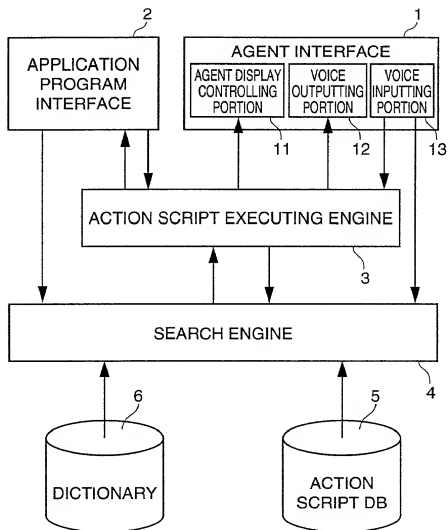 2
APPLICATION
PROGRAM
INTERFACE
1
AGENT INTERFACE
AGENT DISPLAY
CONTROLLING
PORTION
VOICE
OUTPUTTING
PORTION
VOICE
INPUTTING
PORTION
11
12
13
ACTION SCRIPT EXECUTING ENGINE
3
SEARCH ENGINE
4
6
DICTIONARY
5
ACTION
SCRIPT DB